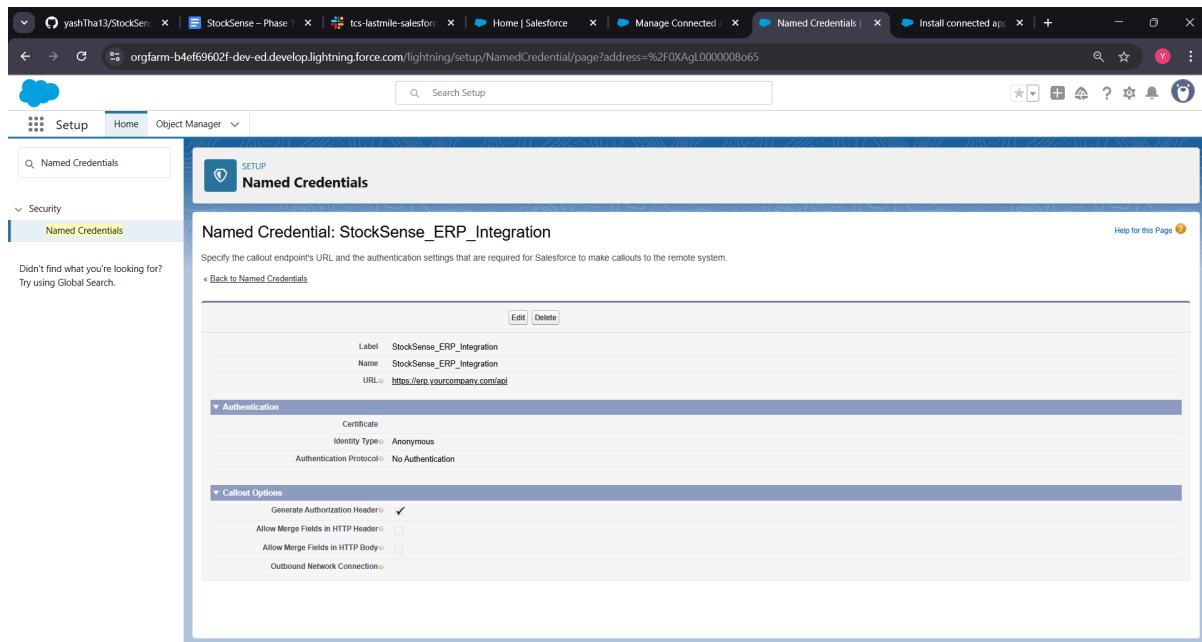 yashTha13/StockSen
StockSense – Phase 1
tcs-lastmile-salesforc
Home | Salesforce
Manage Connected A
Named Credentials |
Install connected app
orgfarm-b4ef69602f-dev-ed.develop.lightning.force.com/lightning/setup/NamedCredential/page?address=%2F0XAgL0000008o65
Y
Search Setup
Setup Home Object Manager
Named Credentials
Security
Named Credentials
Didn't find what you're looking for?
Try using Global Search.
SETUP
Named Credentials
Named Credential: StockSense_ERP_Integration
Help for this Page
Specify the callout endpoint's URL and the authentication settings that are required for Salesforce to make callouts to the remote system.
« Back to Named Credentials
Edit Delete
Label StockSense_ERP_Integration
Name StockSense_ERP_Integration
URL https://erp.yourcompany.com/api
Authentication
Certificate
Identity Type Anonymous
Authentication Protocol No Authentication
Callout Options
Generate Authorization Header
Allow Merge Fields in HTTP Header
Allow Merge Fields in HTTP Body
Outbound Network Connection